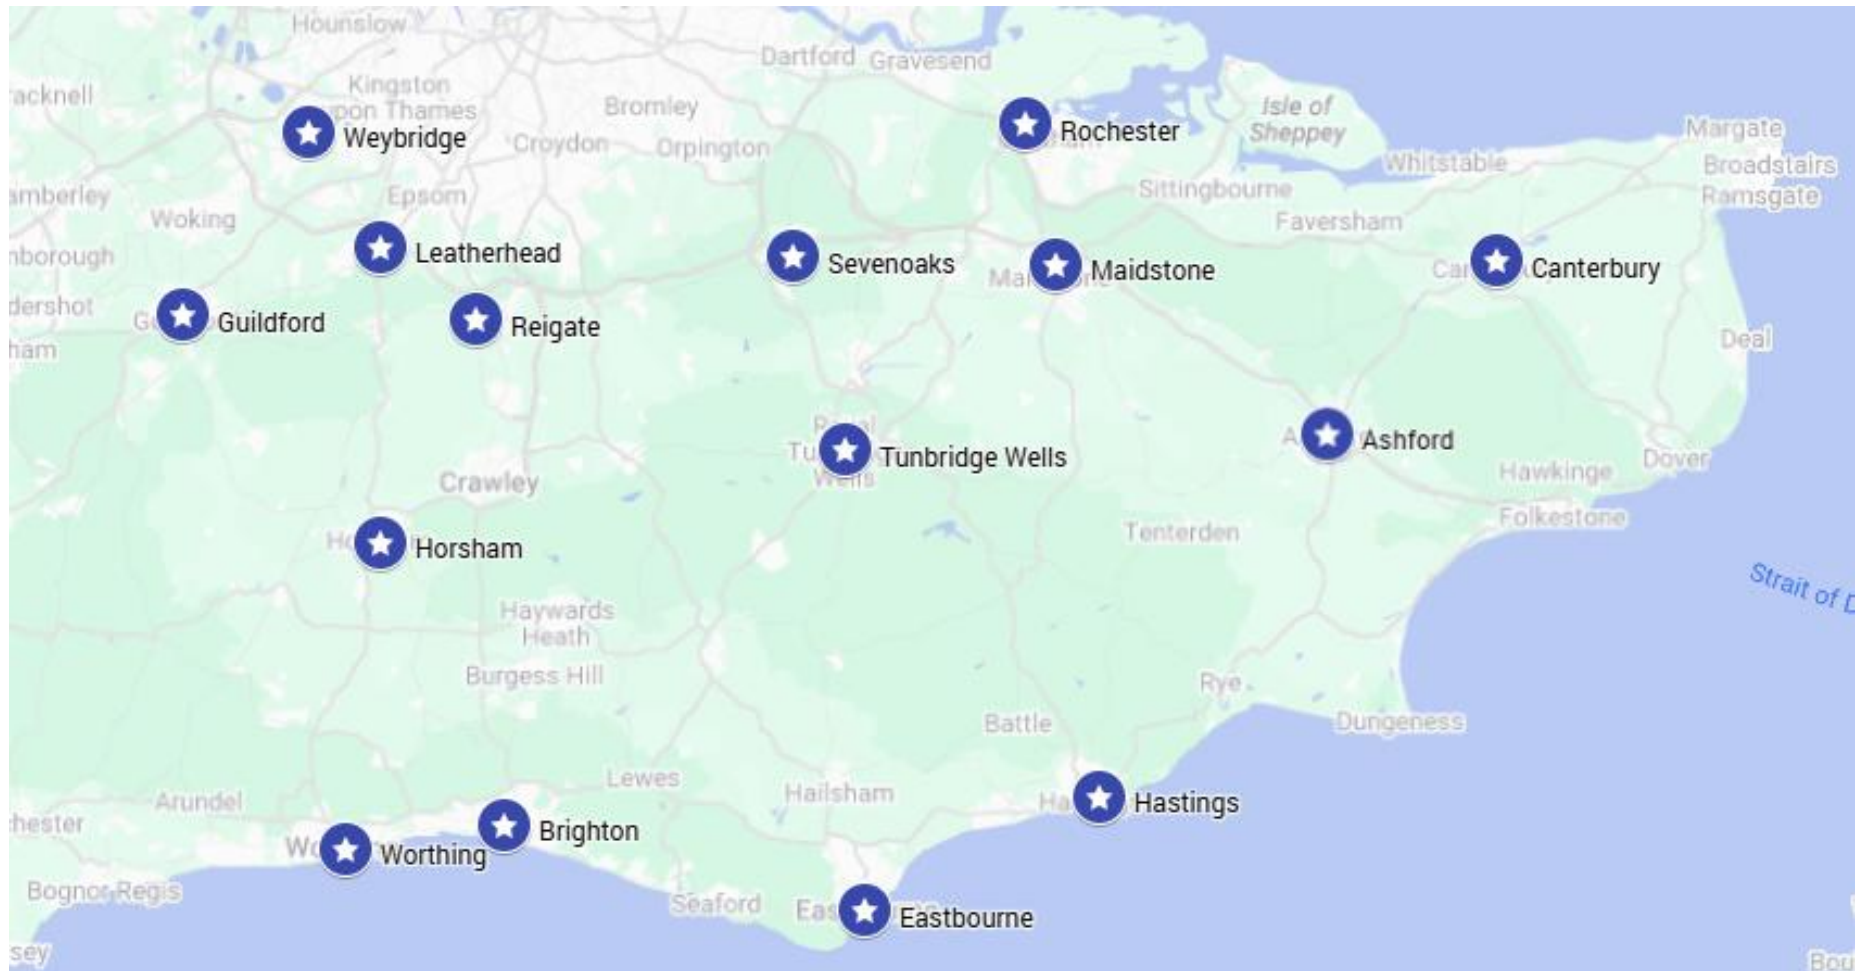 Hounslow
Dartford
Gravesend
Kingston
pon Thames
acknell
Bromley
Isle of
Sheppey
Weybridge
Rochester
Croydon
Orpington
Margate
Whitstable
Broadstairs
Ramsgate
amberley
Epsom
Sittingbourne
Woking
Faversham
nborough
Leatherhead
Sevenoaks
Maidstone
Canterbury
dershot
Guildford
Reigate
ham
Deal
Tunbridge Wells
Wells
Ashford
Crawley
Hawkinge
Dover
Folkestone
Tenterden
Horsham
Strait of D
Haywards
Heath
Burgess Hill
Rye
Battle
Dungeness
Lewes
Hailsham
Arundel
Hastings
hester
Brighton
Worthing
Bognor Regis
Seaford
Eastbourne
sey
Bou